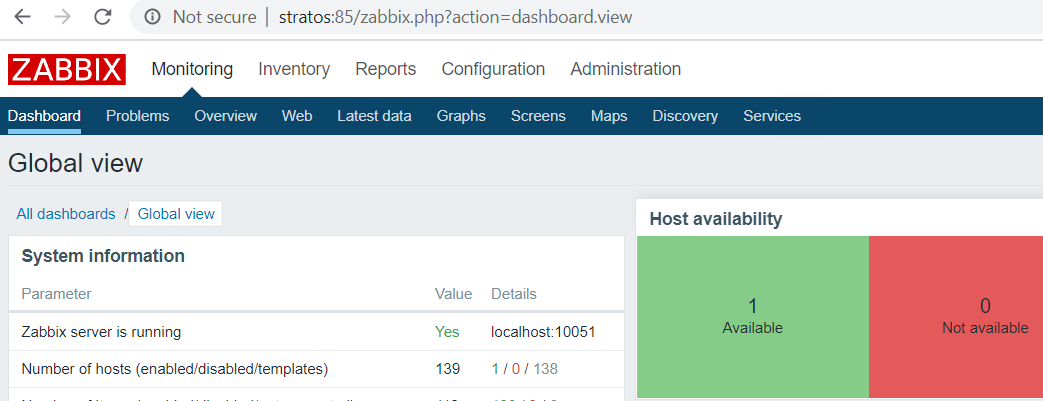 Not secure | stratos:85/zabbix.php?action=dashboard.view
ZABBIX Monitoring Inventory Reports Configuration Administration
Dashboard Problems Overview Web Latest data Graphs Screens Maps Discovery Services
Global view
All dashboards / Global view
System information
Parameter Value Details
Zabbix server is running Yes localhost:10051
Number of hosts (enabled/disabled/templates) 139 1 / 0 / 138
Host availability
1
Available
0
Not available